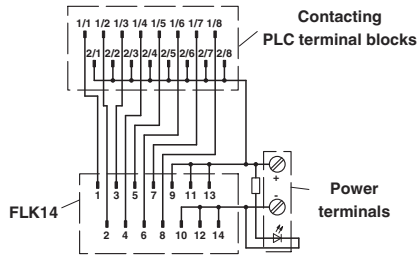 Contacting
PLC terminal blocks
1/1 1/2 1/3 1/4 1/5 1/6 1/7 1/8
2/1 2/2 2/3 2/4 2/5 2/6 2/7 2/8
1 3 5 7 9 11 13
+
-
Power
terminals
FLK14
2 4 6 8 10 12 14